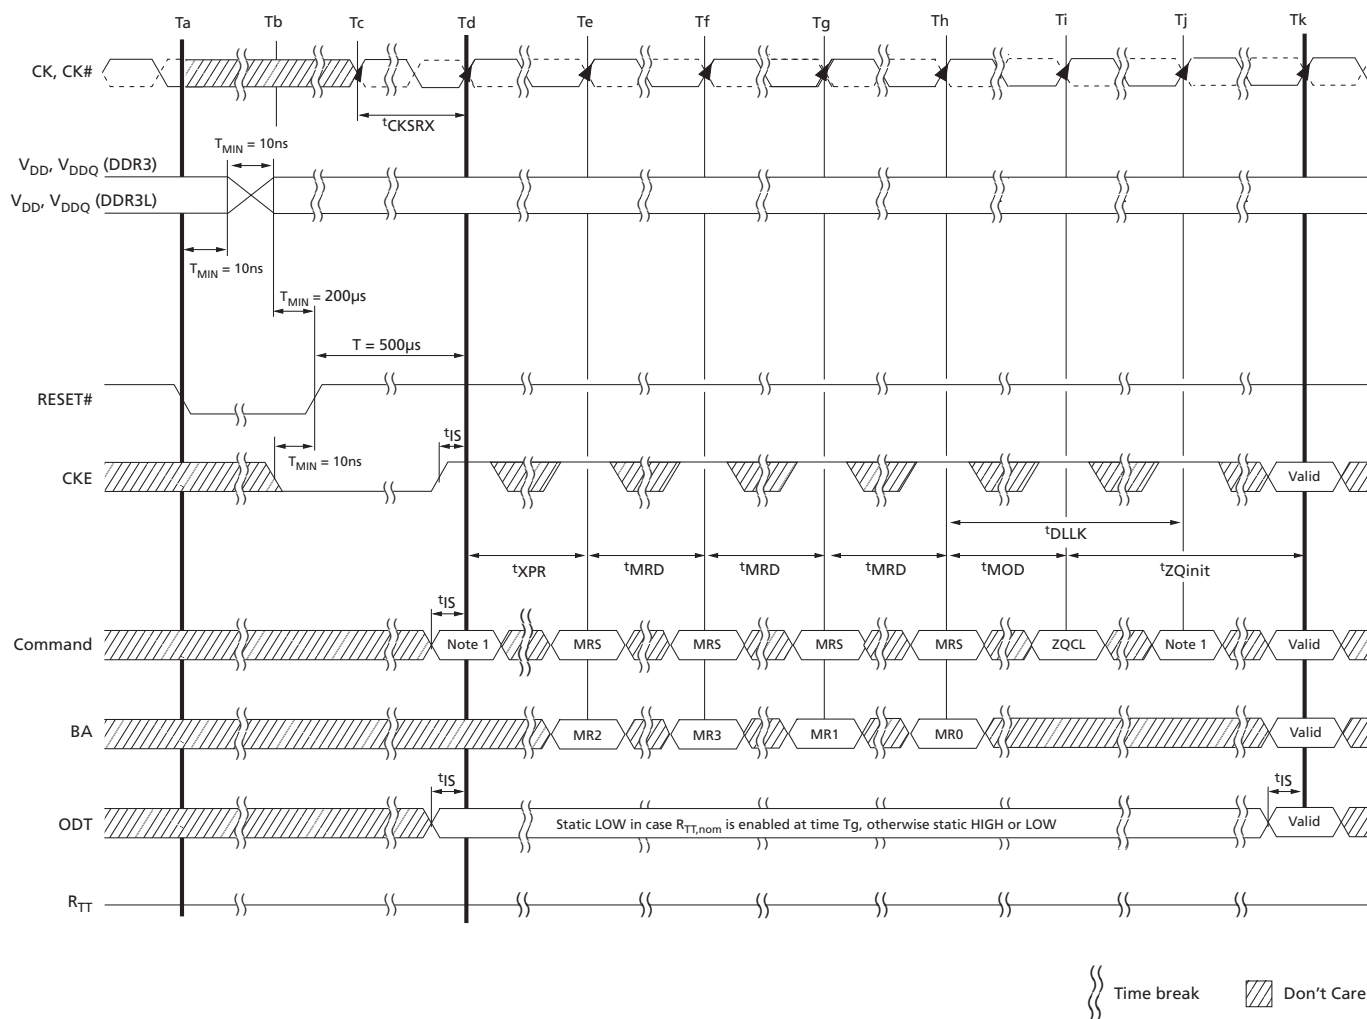 Ta Tb Tc Td Te Tf Tg Th Ti Tj Tk
CK, CK#
tCKSRX
TMIN = 10ns
VDD, VDDQ (DDR3)
VDD, VDDQ (DDR3L)
TMIN = 10ns
TMIN = 200µs
T = 500µs
RESET#
tIS
TMIN = 10ns
CKE
Valid
tDLLK
tXPR tMRD tMRD tMRD tMOD tZQinit
tIS
Command
Note 1 MRS MRS MRS MRS ZQCL Note 1 Valid
BA
MR2 MR3 MR1 MR0 Valid
tIS tIS
ODT
Static LOW in case RTT,nom is enabled at time Tg, otherwise static HIGH or LOW
Valid
RTT
Time break
Don't Care